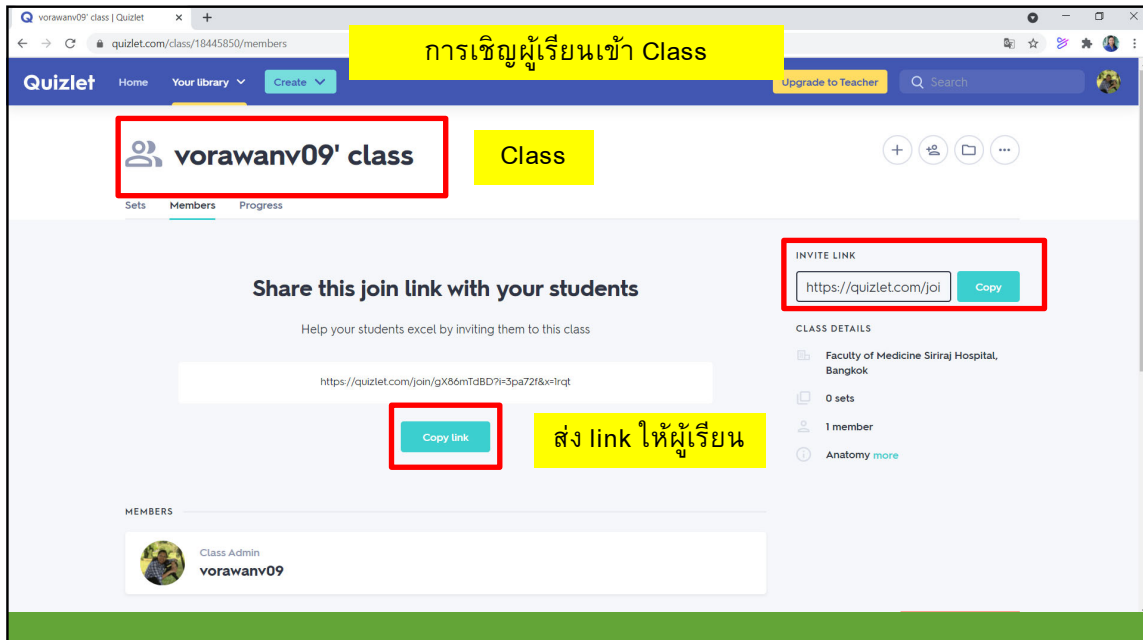 vorawanv09' class | Quizlet
quizlet.com/class/18445850/members
การเชิญผู้เรียนเข้า Class
Quizlet
Home
Your library
Create
Upgrade to Teacher
Search
vorawanv09' class
Class
Sets
Members
Progress
INVITE LINK
https://quizlet.com/joi
Copy
Share this join link with your students
Help your students excel by inviting them to this class
https://quizlet.com/join/gX86mTdBD?i=3pa72f&x=1rqt
Copy link
ส่ง link ให้ผู้เรียน
CLASS DETAILS
Faculty of Medicine Siriraj Hospital,
Bangkok
0 sets
1 member
Anatomy more
MEMBERS
Class Admin
vorawanv09